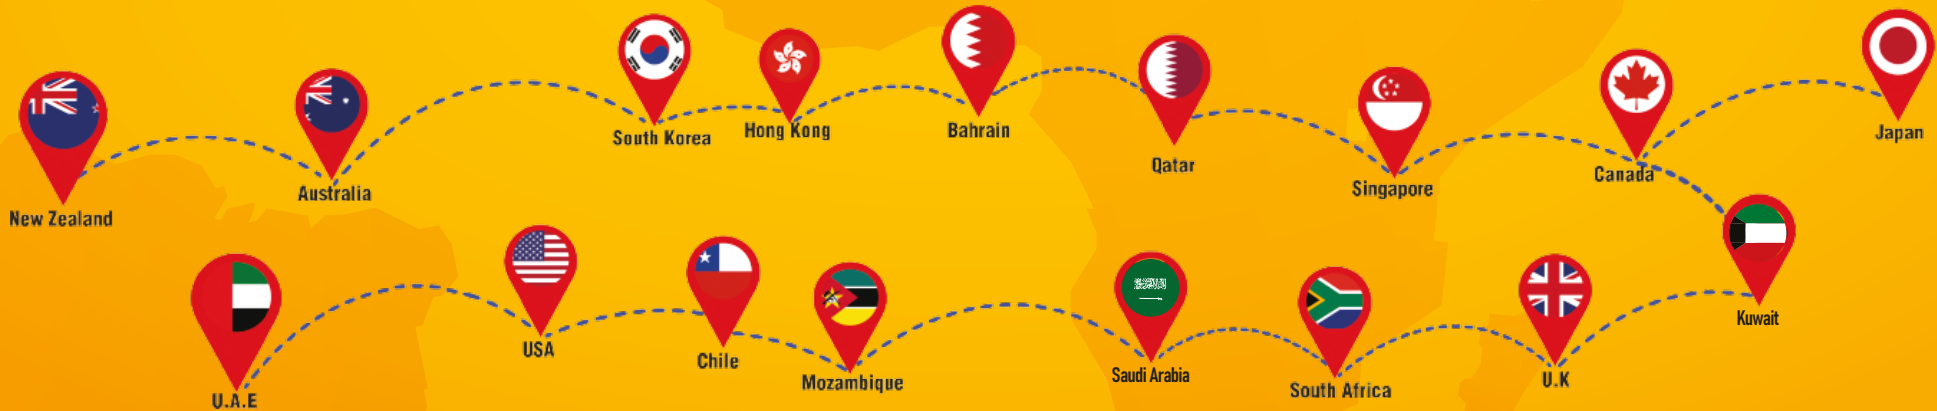 New Zealand
Australia
South Korea
Hong Kong
Bahrain
Qatar
Singapore
Canada
Japan
U.A.E
USA
Chile
Mozambique
Saudi Arabia
South Africa
U.K
Kuwait